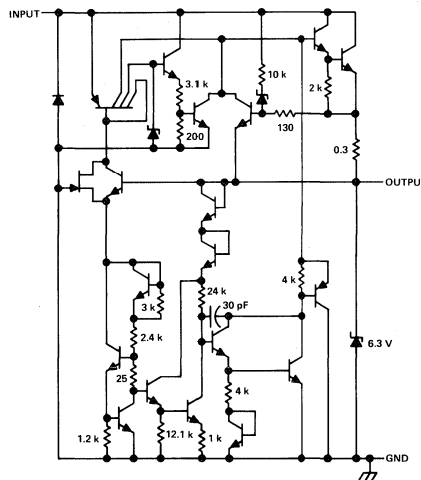 INPUT
3.1 k
10 k
2 k
200
130
0.3
OUTPU
24 k
4 k
30 pF
3 k
2.4 k
6.3 V
25
4 k
1.2 k
12.1 k
1 k
GND